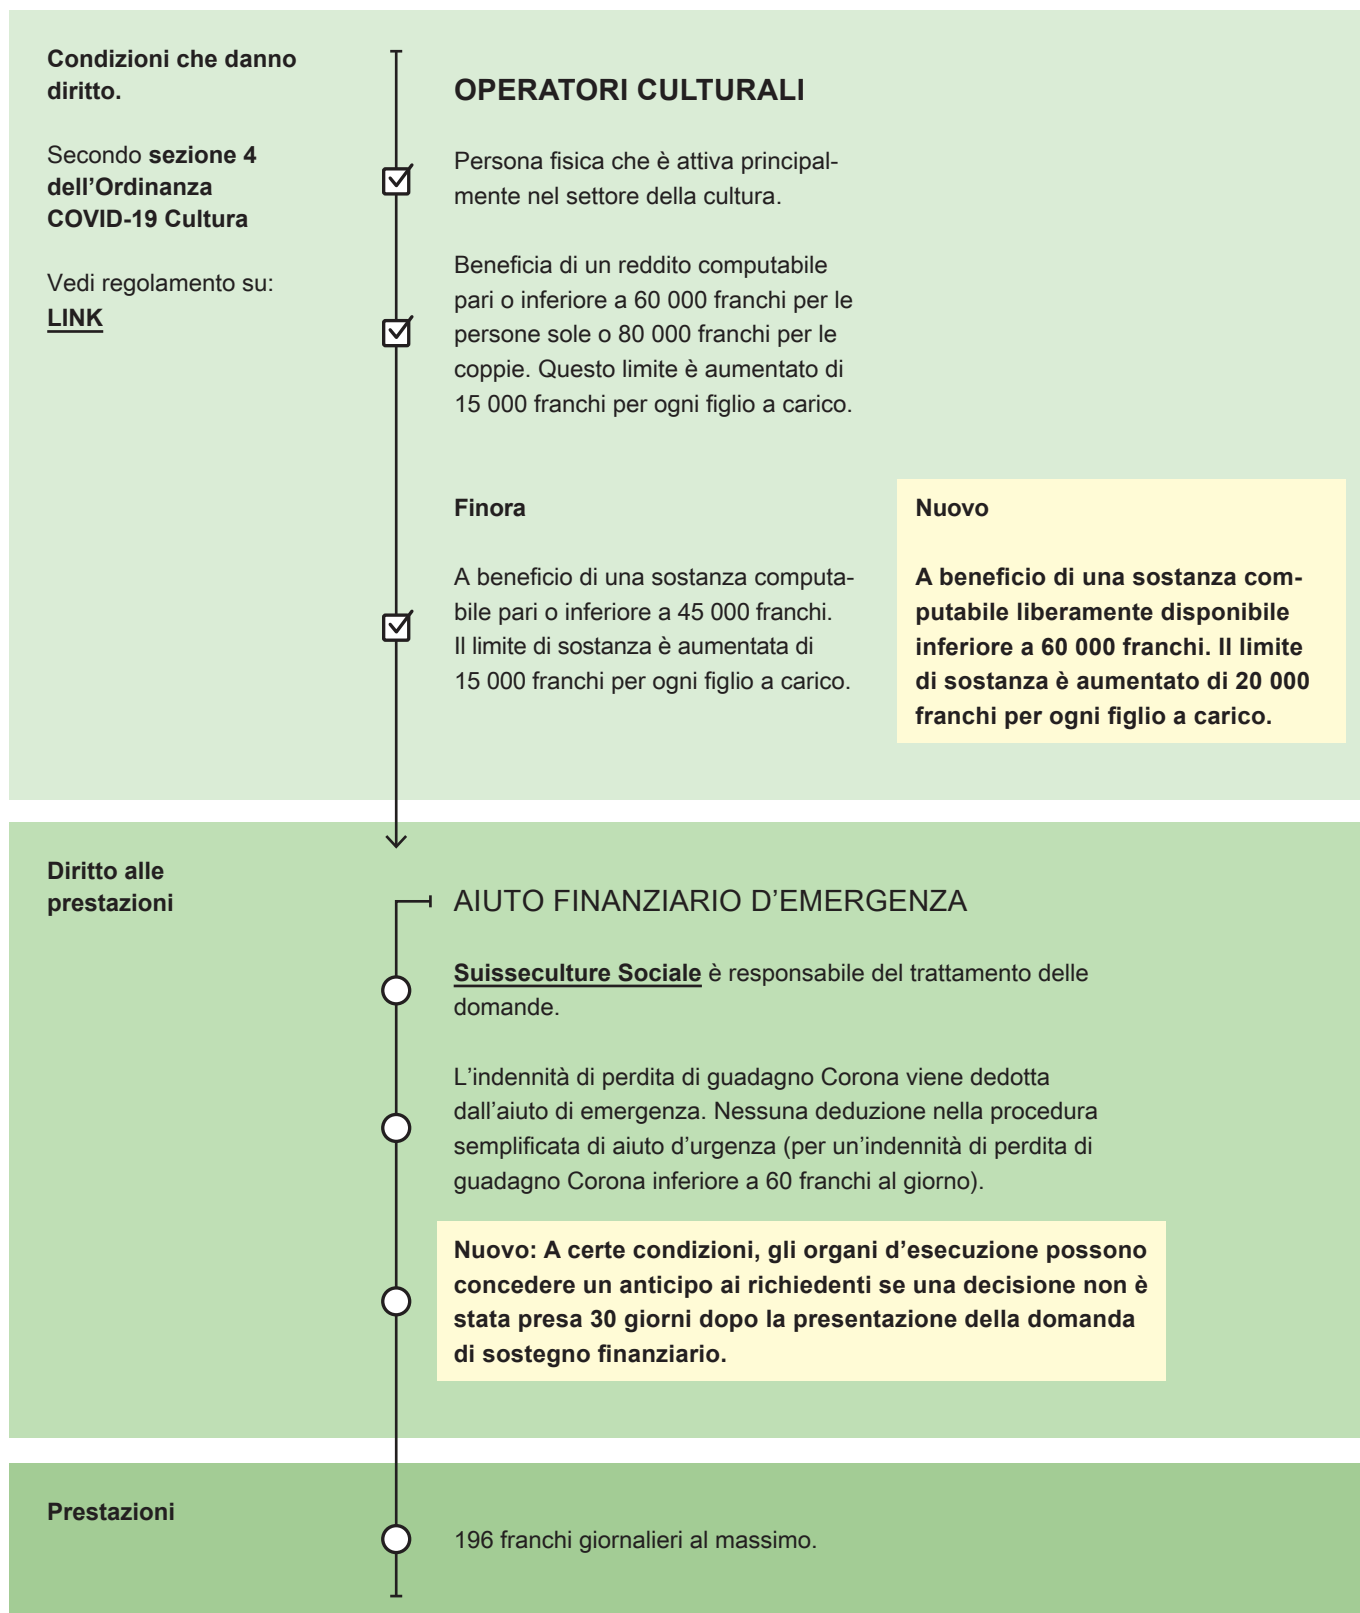 Condizioni che danno
diritto.
Secondo sezione 4
dell’Ordinanza
COVID-19 Cultura
Vedi regolamento su:
LINK
OPERATORI CULTURALI
Persona fisica che è attiva principal-
mente nel settore della cultura.
Beneficia di un reddito computabile
pari o inferiore a 60 000 franchi per le
persone sole o 80 000 franchi per le
coppie. Questo limite è aumentato di
15 000 franchi per ogni figlio a carico.
Finora
A beneficio di una sostanza computa-
bile pari o inferiore a 45 000 franchi.
Il limite di sostanza è aumentata di
15 000 franchi per ogni figlio a carico.
Nuovo
A beneficio di una sostanza com-
putabile liberamente disponibile
inferiore a 60 000 franchi. Il limite
di sostanza è aumentato di 20 000
franchi per ogni figlio a carico.
Diritto alle
prestazioni
AIUTO FINANZIARIO D’EMERGENZA
Suisseculture Sociale è responsabile del trattamento delle
domande.
L’indennità di perdita di guadagno Corona viene dedotta
dall’aiuto di emergenza. Nessuna deduzione nella procedura
semplificata di aiuto d’urgenza (per un’indennità di perdita di
guadagno Corona inferiore a 60 franchi al giorno).
Nuovo: A certe condizioni, gli organi d’esecuzione possono
concedere un anticipo ai richiedenti se una decisione non è
stata presa 30 giorni dopo la presentazione della domanda
di sostegno finanziario.
Prestazioni
196 franchi giornalieri al massimo.